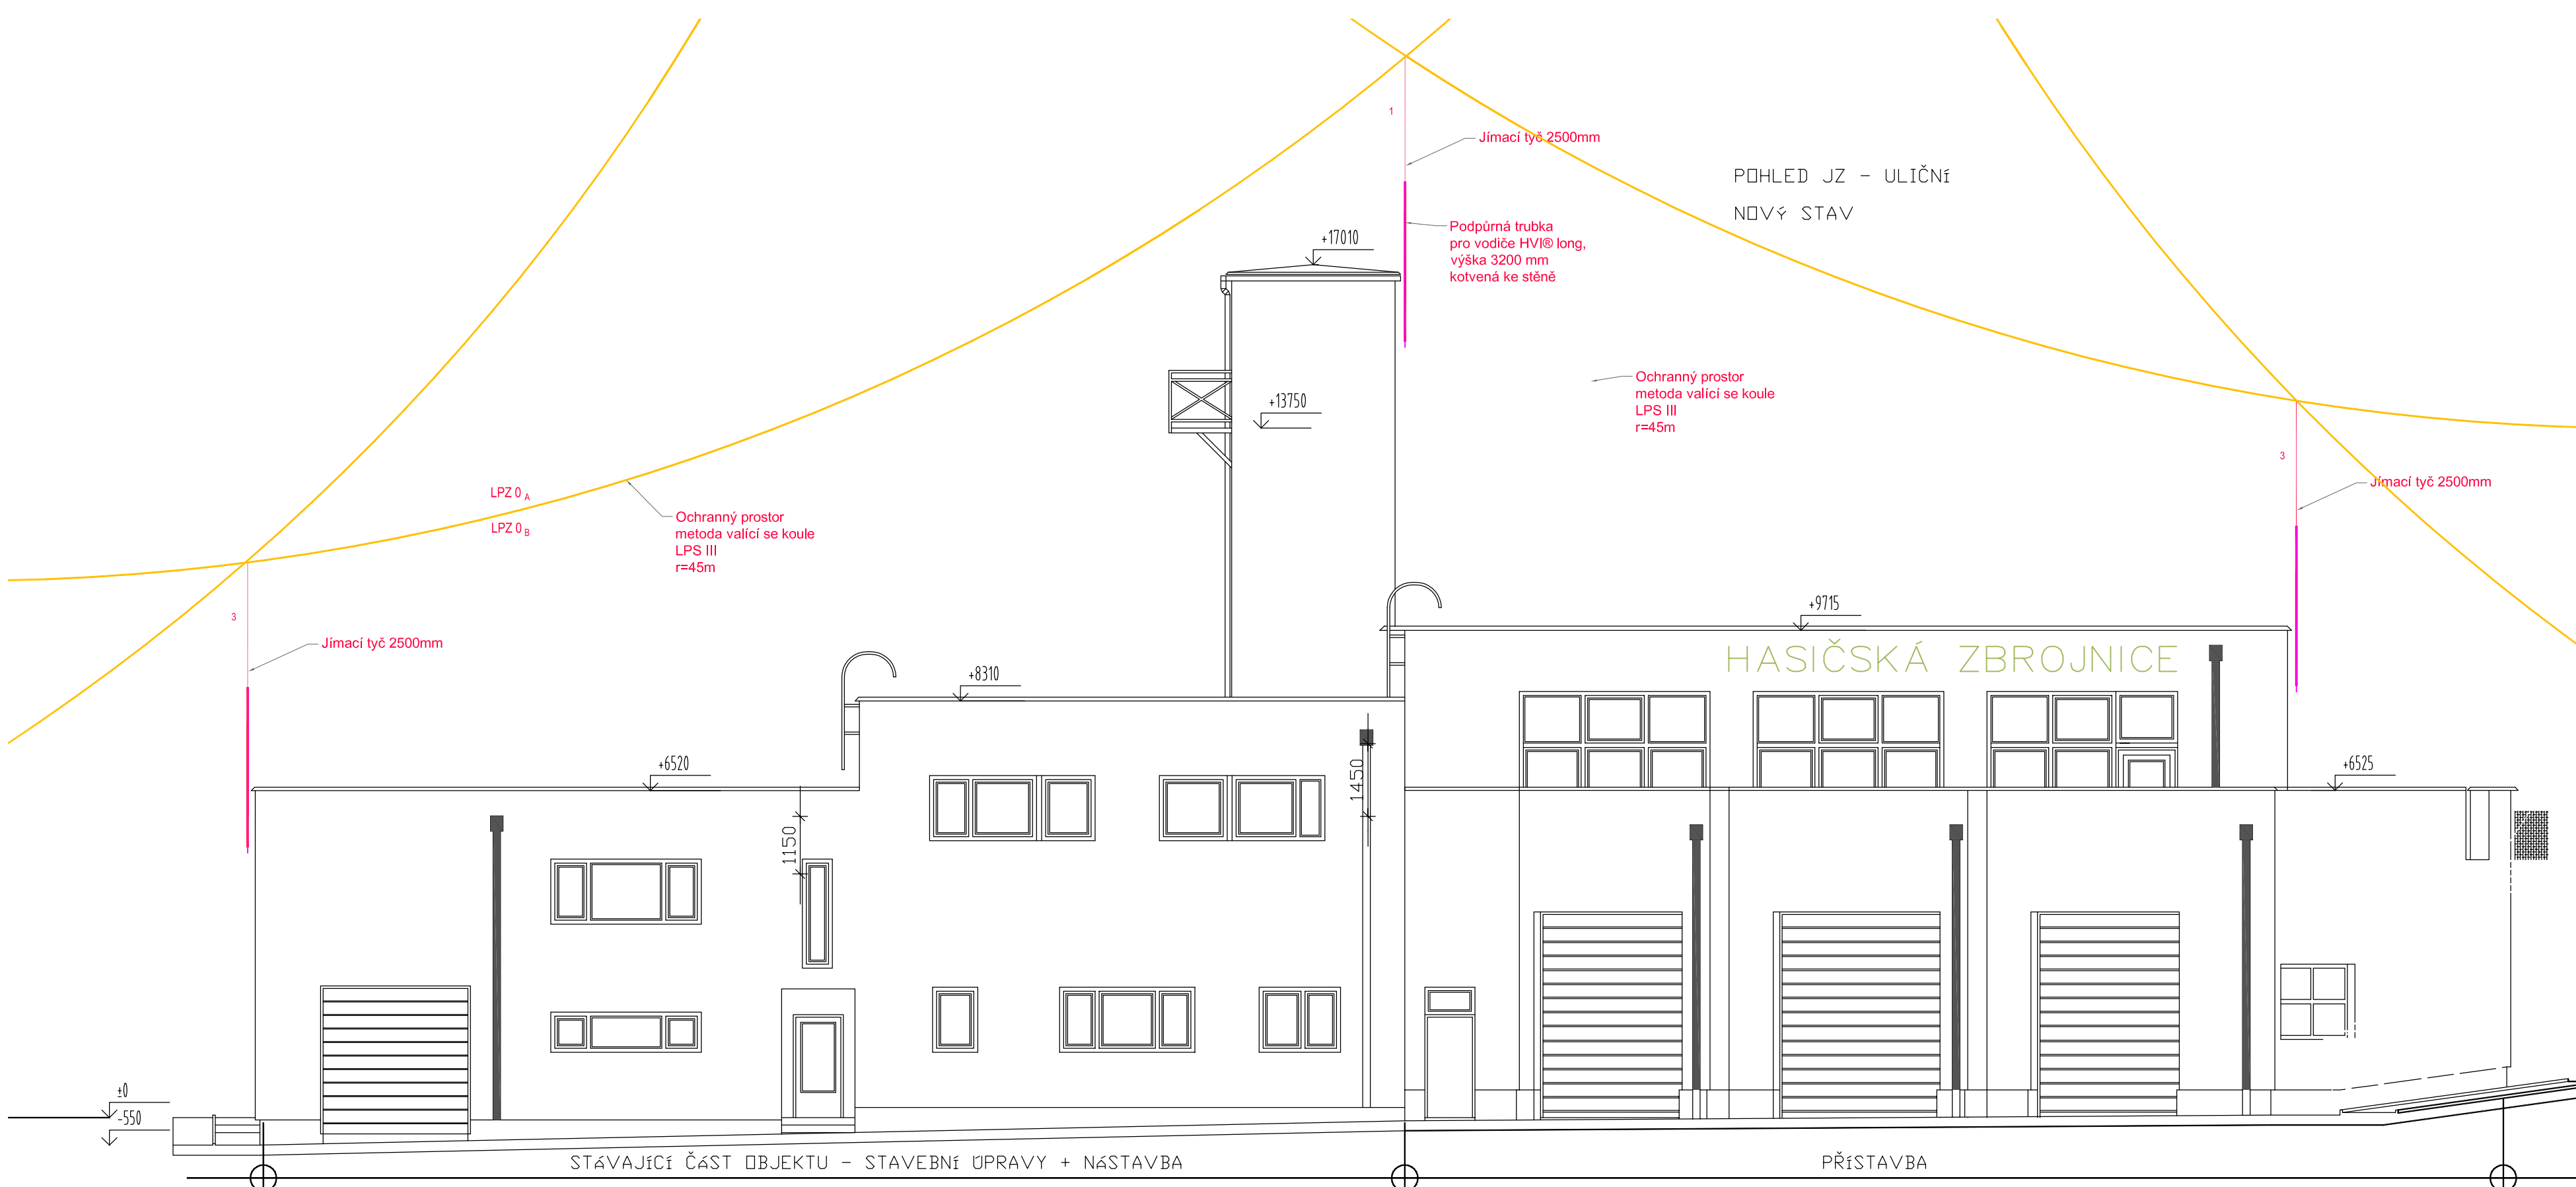 1
Jímací tyč 2500mm
POHLED JZ - ULIČNÍ
NOVÝ STAV
Podpůrná trubka
pro vodiče HVI® long,
výška 3200 mm
kotvená ke stěně
+17010
Ochranný prostor
metoda valící se koule
LPS III
r=45m
+13750
3
Jímací tyč 2500mm
LPZ 0 A
LPZ 0 B
Ochranný prostor
metoda valící se koule
LPS III
r=45m
3
Jímací tyč 2500mm
+9715
HASIČSKÁ ZBROJNICE
+8310
+6520
+6525
1450
1150
±0
-550
STÁVAJÍCÍ ČÁST OBJEKTU - STAVEBNÍ ÚPRAVY + NÁSTAVBA
PŘÍSTAVBA